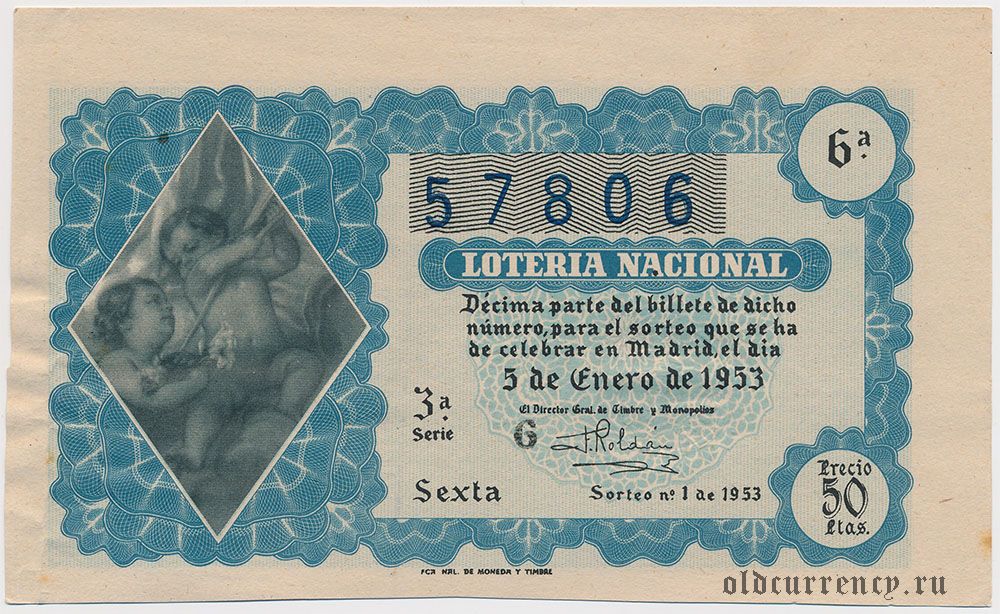 6ª.
57806
LOTERIA NACIONAL
Décima parte del billete de dicho
número, para el sorteo que se ha
de celebrar en Madrid, el día
5 de Enero de 1953
3ª.
Serie
El Director Gral. de Timbre y Monopolios
6
F. Roldán
Sexta
Sorteo nº. 1 de 1953
Precio
50
Ptas.
FCA NAL. DE MONEDA Y TIMBRE
oldcurrency.ru